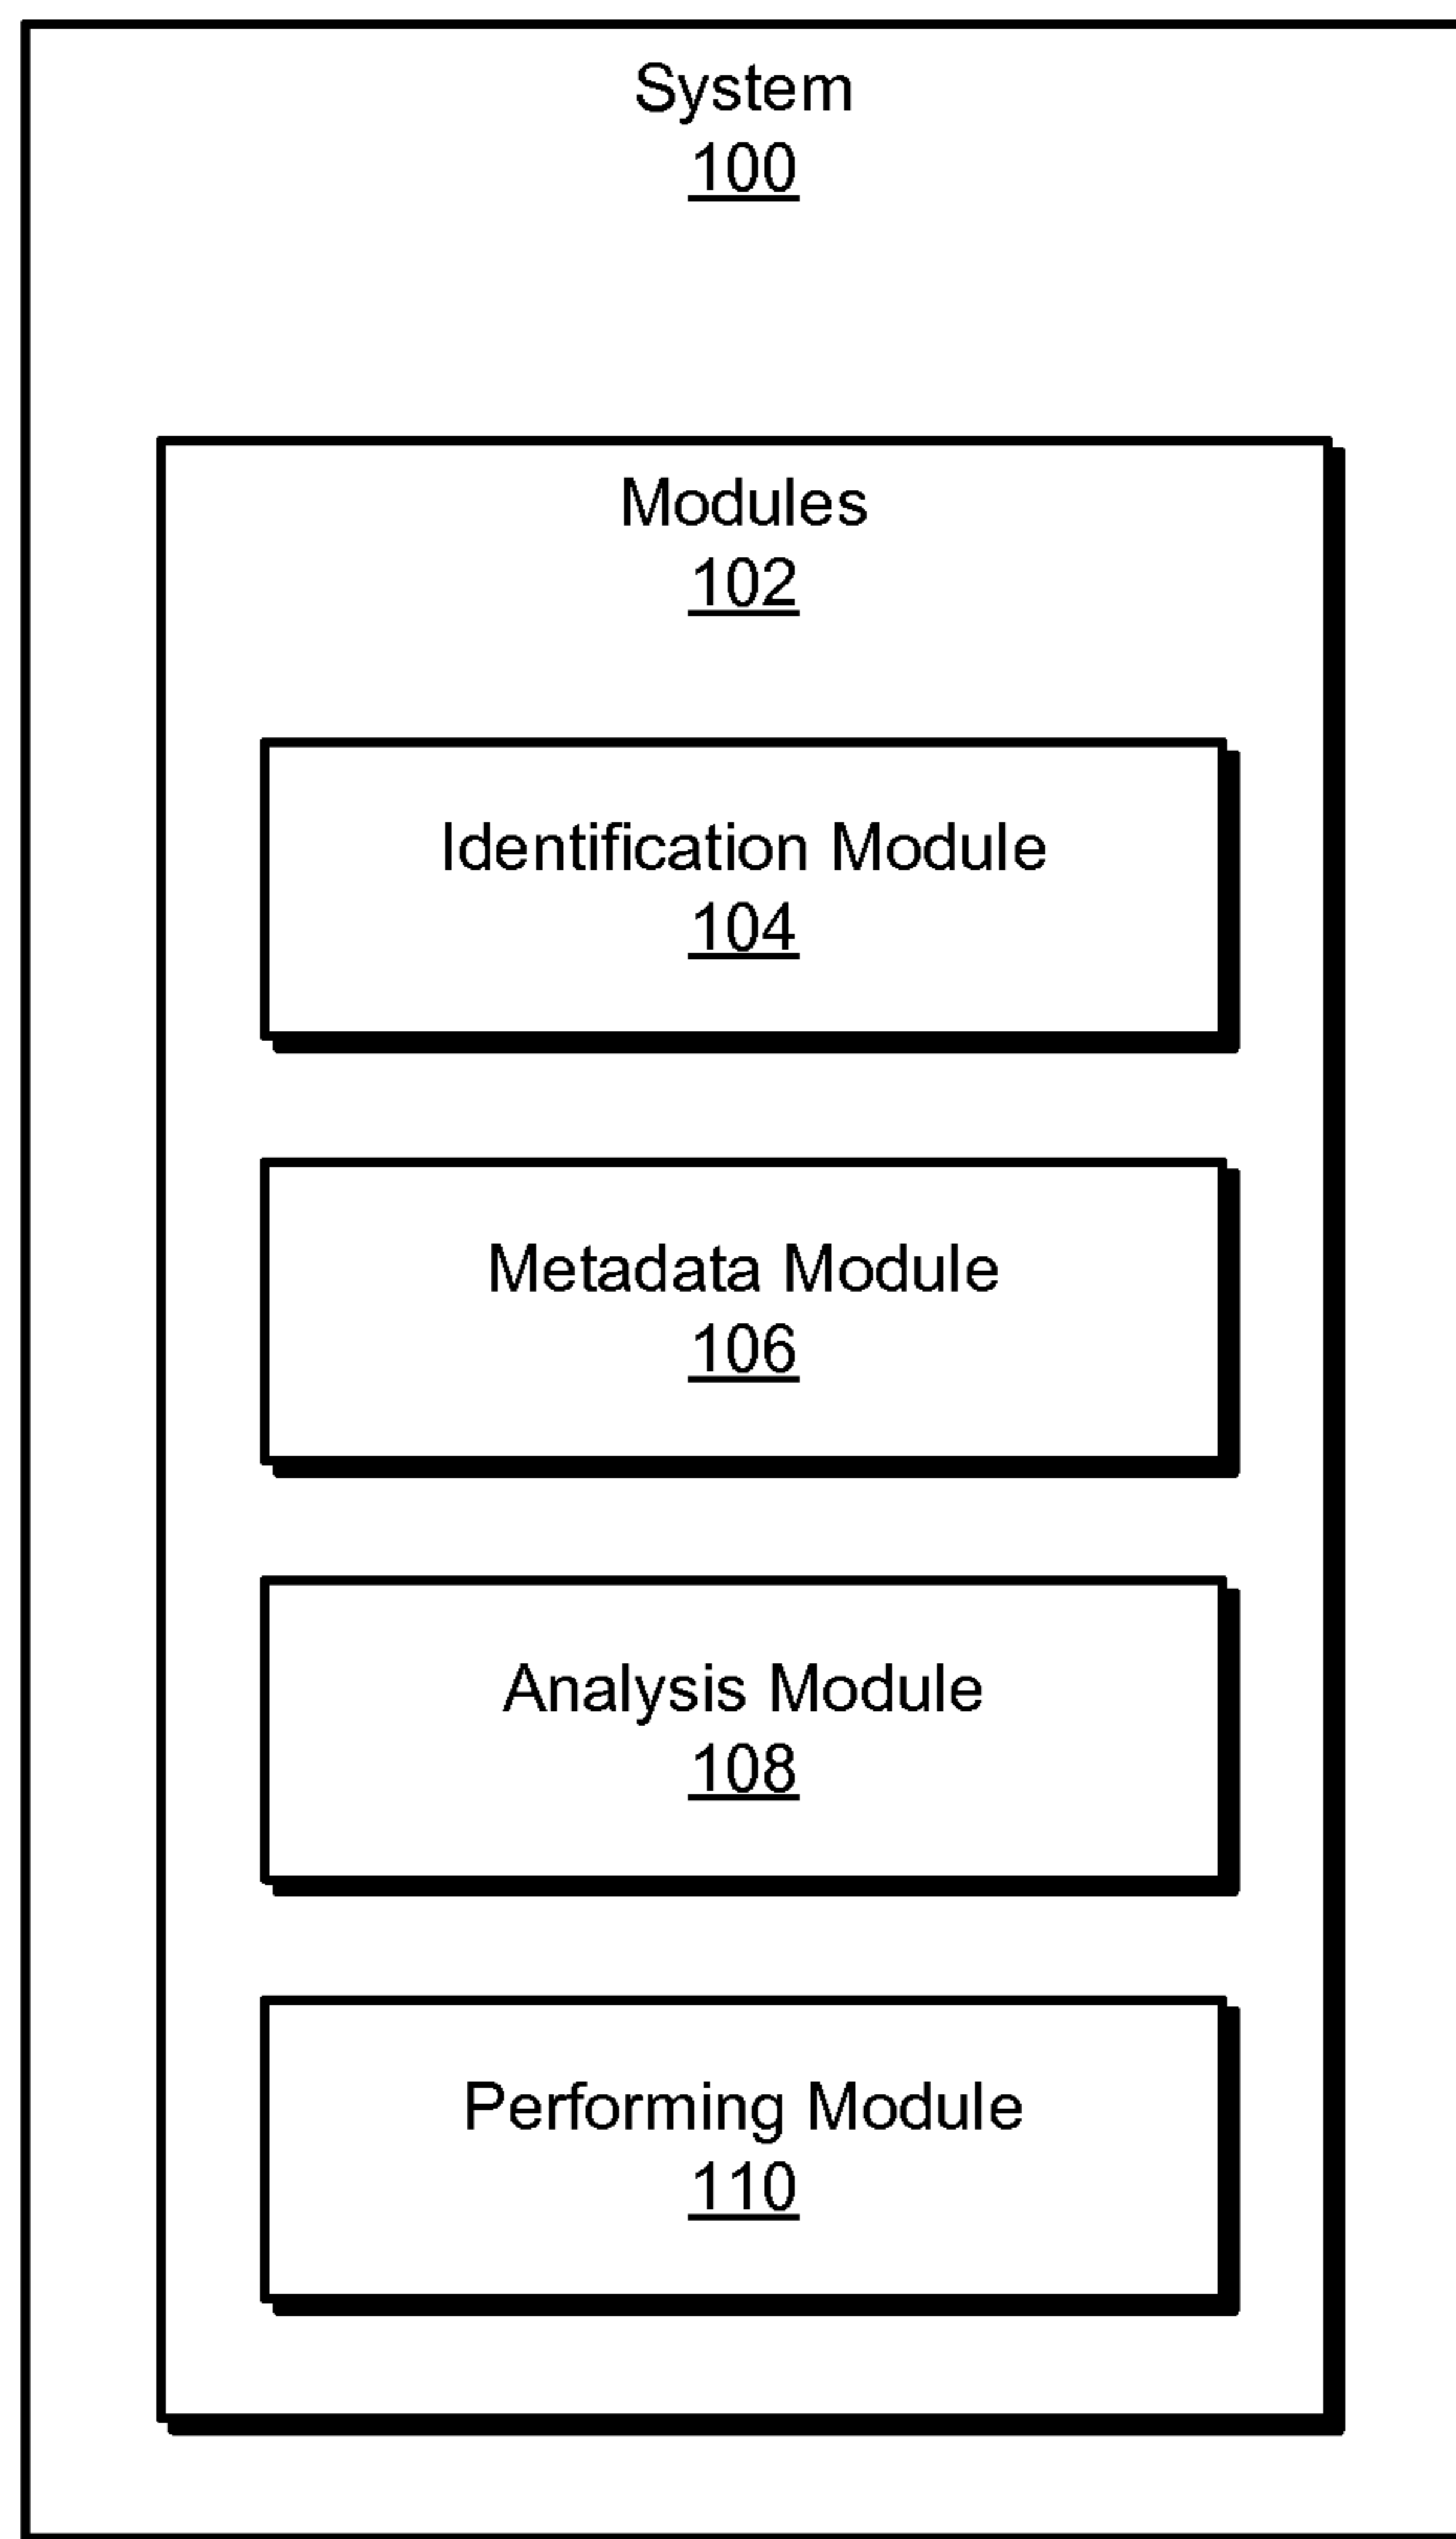 System
100
Modules
102
Identification Module
104
Metadata Module
106
Analysis Module
108
Performing Module
110